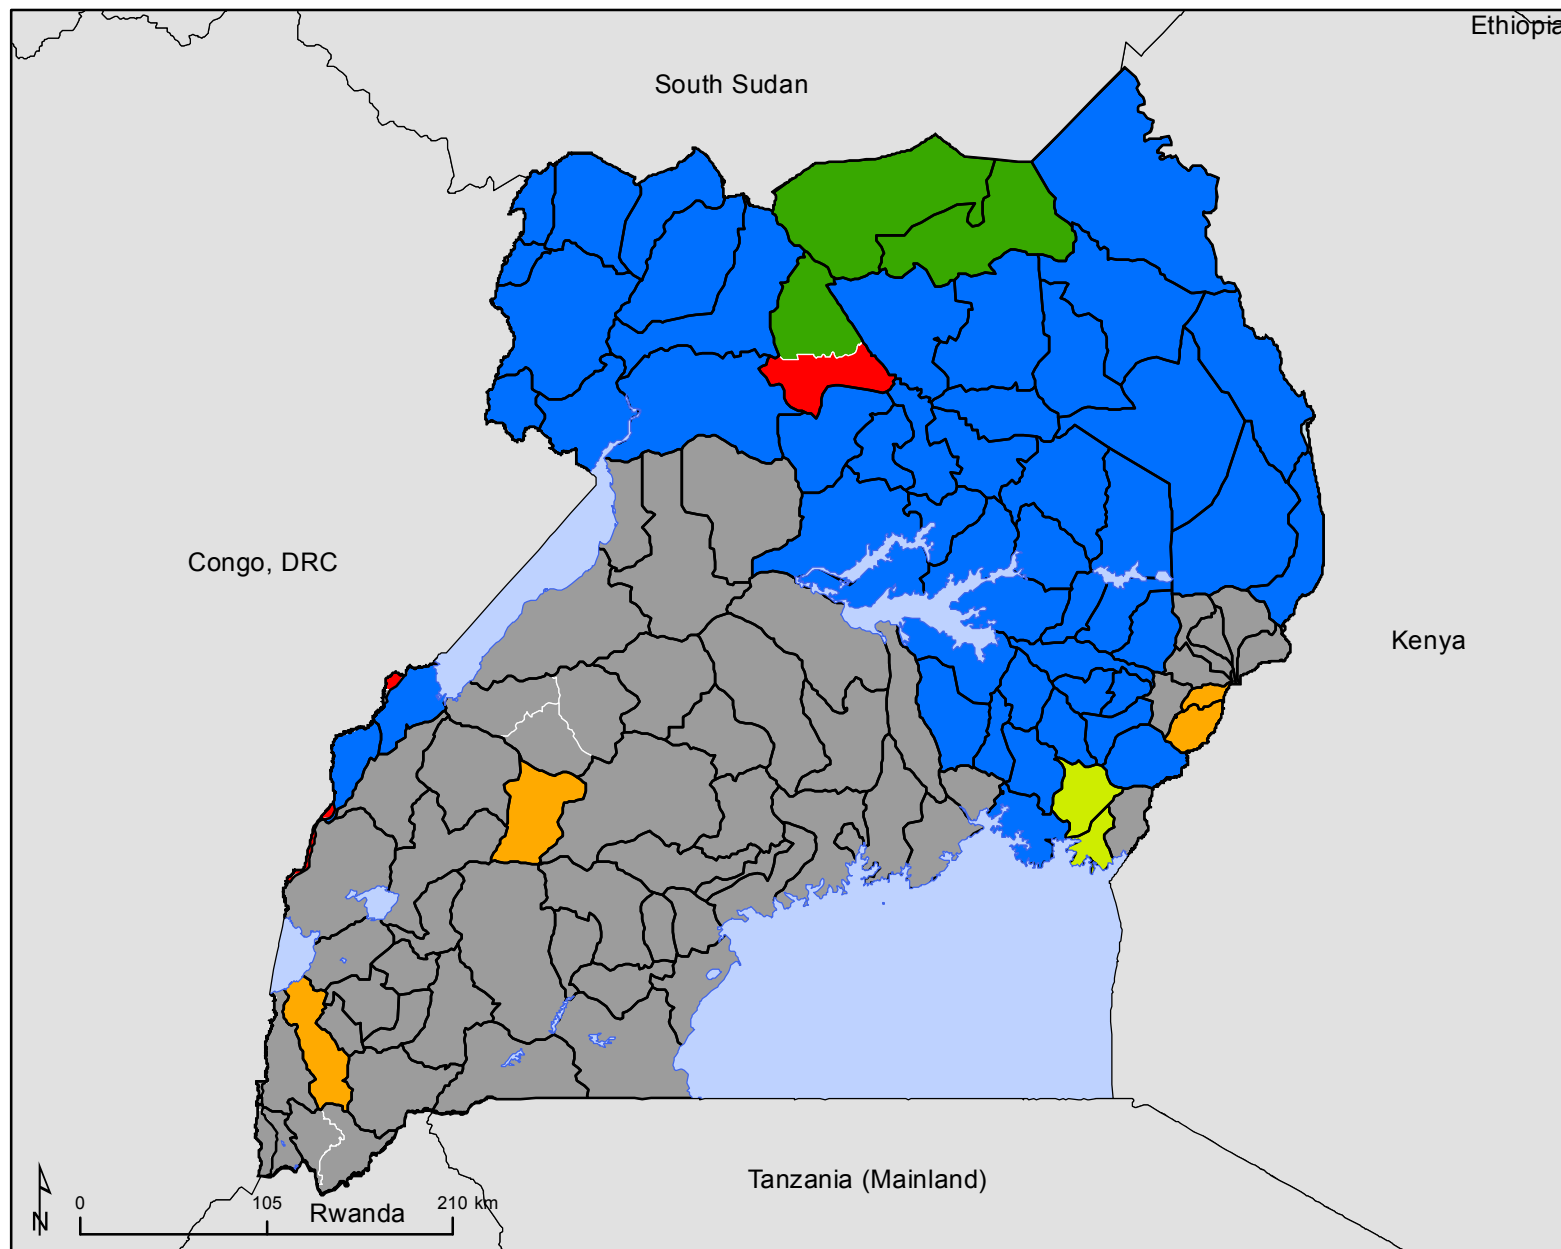 Ethiopia
South Sudan
Congo, DRC
Kenya
Tanzania (Mainland)
0 105 210 km
Rwanda
N